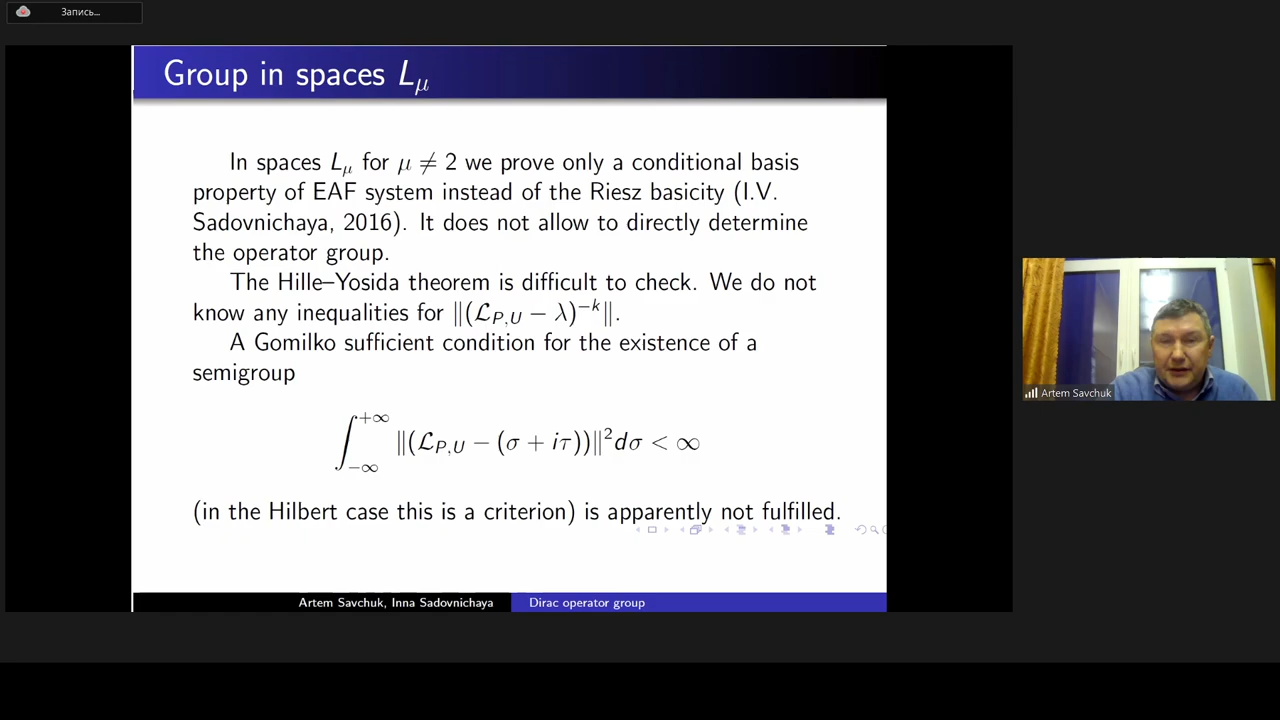 Запись...
Group in spaces L_μ
In spaces L_μ for μ ≠ 2 we prove only a conditional basis
property of EAF system instead of the Riesz basicity (I.V.
Sadovnichaya, 2016). It does not allow to directly determine
the operator group.
The Hille–Yosida theorem is difficult to check. We do not
know any inequalities for ‖(ℒ_{P,U} − λ)^{−k}‖.
A Gomilko sufficient condition for the existence of a
semigroup
∫_{−∞}^{+∞} ‖(ℒ_{P,U} − (σ + iτ))‖²dσ < ∞
(in the Hilbert case this is a criterion) is apparently not fulfilled.
Artem Savchuk, Inna Sadovnichaya Dirac operator group
Artem Savchuk